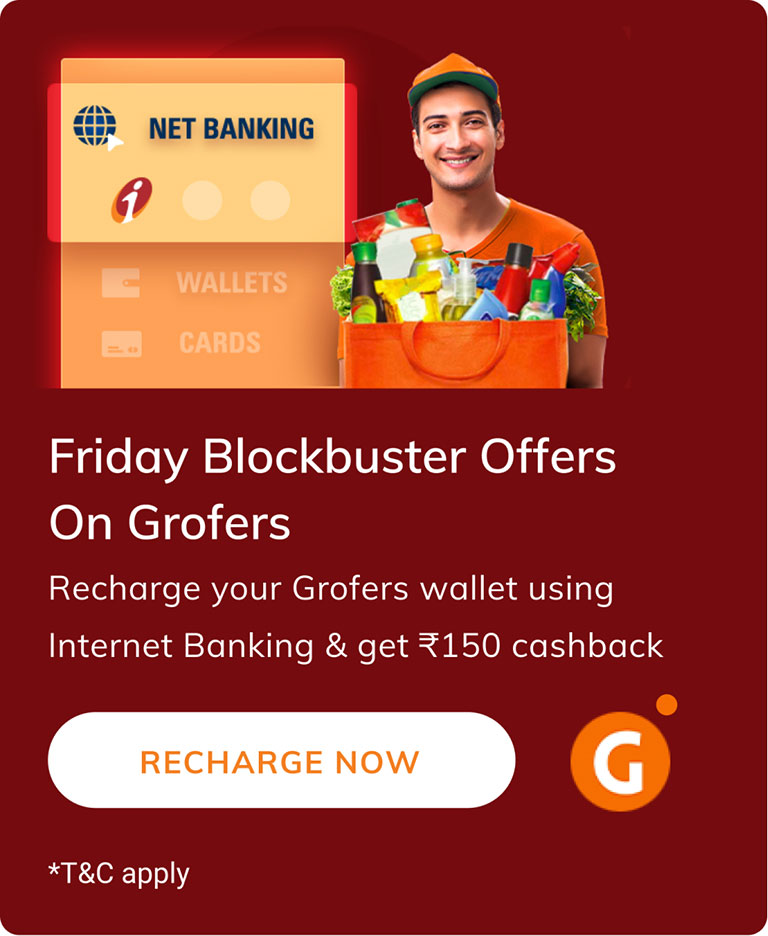 NET BANKING
i
WALLETS
CARDS
Friday Blockbuster Offers
On Grofers
Recharge your Grofers wallet using
Internet Banking & get ₹150 cashback
RECHARGE NOW
G
*T&C apply